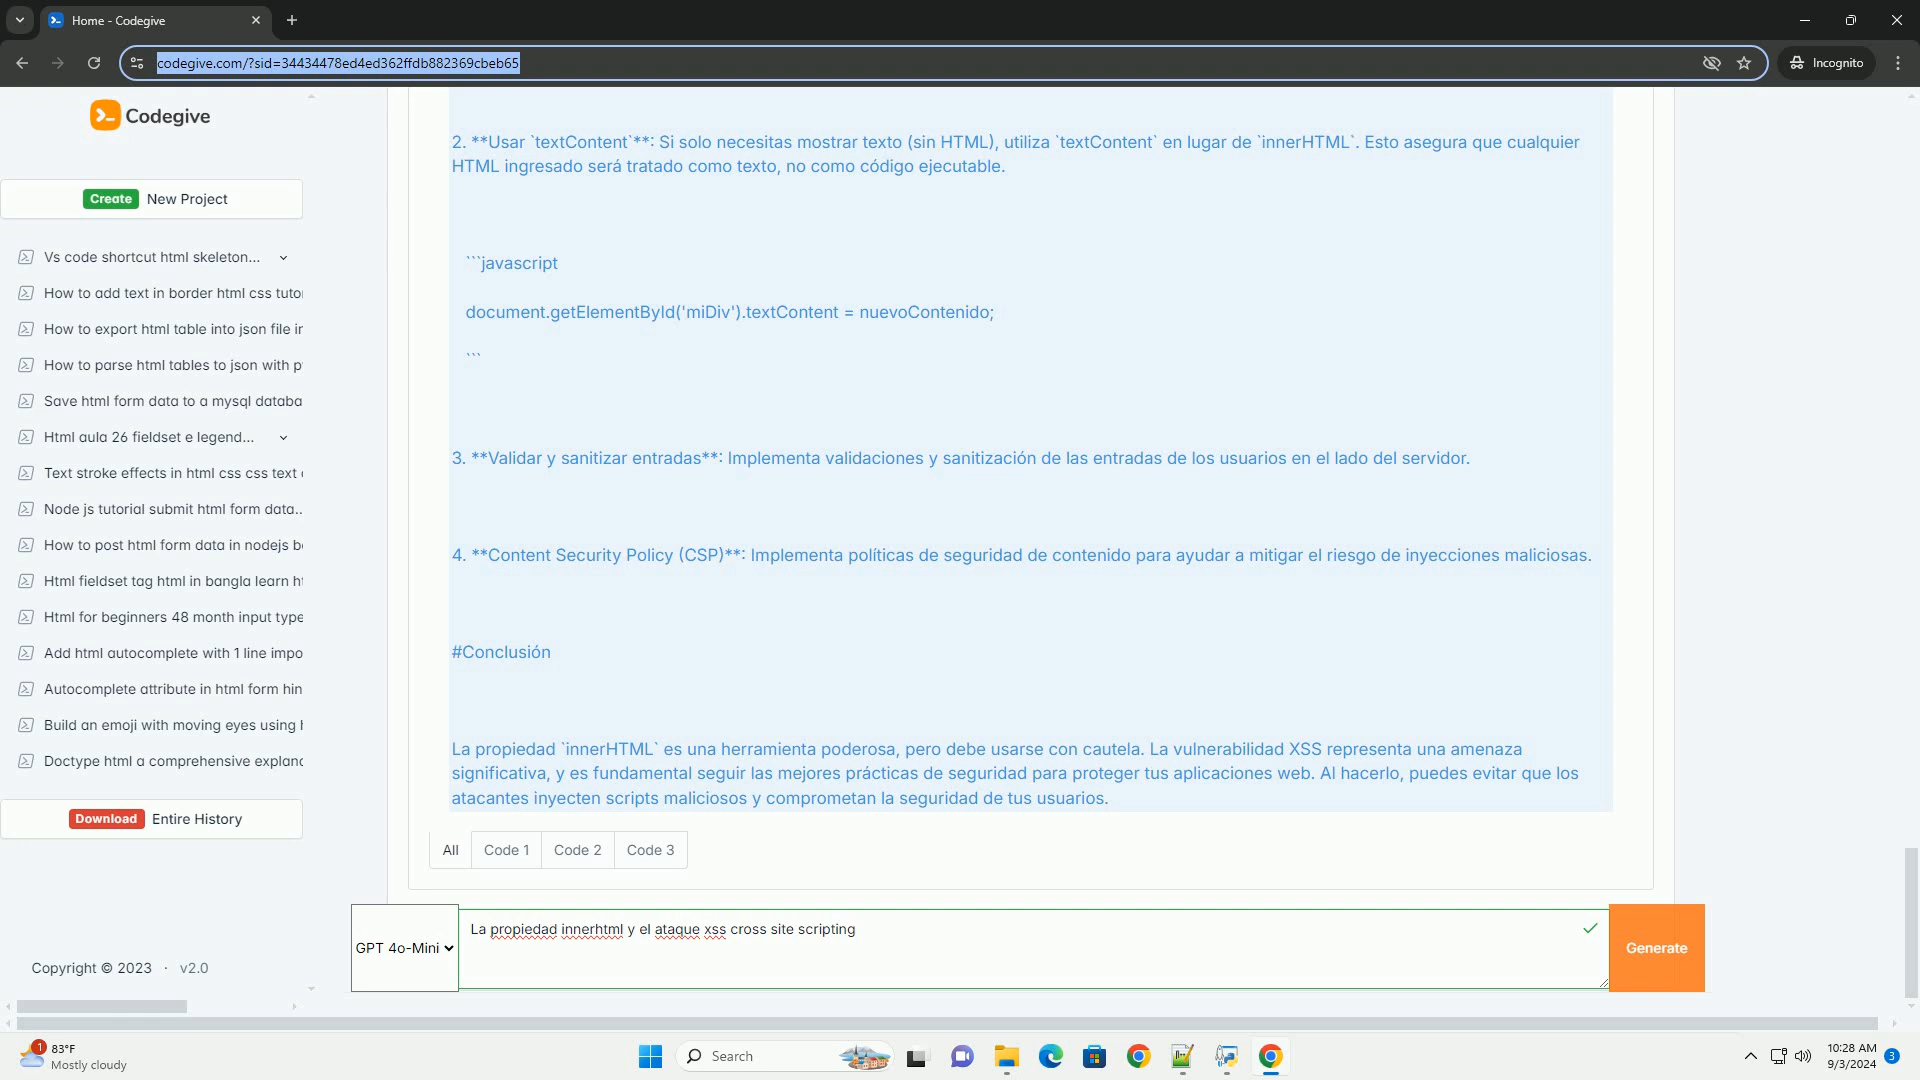 Home - Codegive
codegive.com/?sid=34434478ed4ed362ffdb882369cbeb65
Incognito
Codegive
Create New Project
Vs code shortcut html skeleton...
How to add text in border html css
How to export html table into json file
How to parse html tables to json with
Save html form data to a mysql
Html aula 26 fieldset e legend...
Text stroke effects in html css css text
Node js tutorial submit html form data..
How to post html form data in nodejs
Html fieldset tag html in bangla learn
Html for beginners 48 month input type
Add html autocomplete with 1 line
Autocomplete attribute in html form
Build an emoji with moving eyes using
Doctype html a comprehensive
Download Entire History
Copyright © 2023 · v2.0
2. **Usar `textContent`**: Si solo necesitas mostrar texto (sin HTML), utiliza `textContent` en lugar de `innerHTML`. Esto asegura que cualquier
HTML ingresado será tratado como texto, no como código ejecutable.
```javascript
document.getElementById('miDiv').textContent = nuevoContenido;
```
3. **Validar y sanitizar entradas**: Implementa validaciones y sanitización de las entradas de los usuarios en el lado del servidor.
4. **Content Security Policy (CSP)**: Implementa políticas de seguridad de contenido para ayudar a mitigar el riesgo de inyecciones maliciosas.
#Conclusión
La propiedad `innerHTML` es una herramienta poderosa, pero debe usarse con cautela. La vulnerabilidad XSS representa una amenaza
significativa, y es fundamental seguir las mejores prácticas de seguridad para proteger tus aplicaciones web. Al hacerlo, puedes evitar que los
atacantes inyecten scripts maliciosos y comprometan la seguridad de tus usuarios.
All Code 1 Code 2 Code 3
GPT 4o-Mini
La propiedad innerhtml y el ataque xss cross site scripting
Generate
1
83°F
Mostly cloudy
Search
10:28 AM
9/3/2024
3